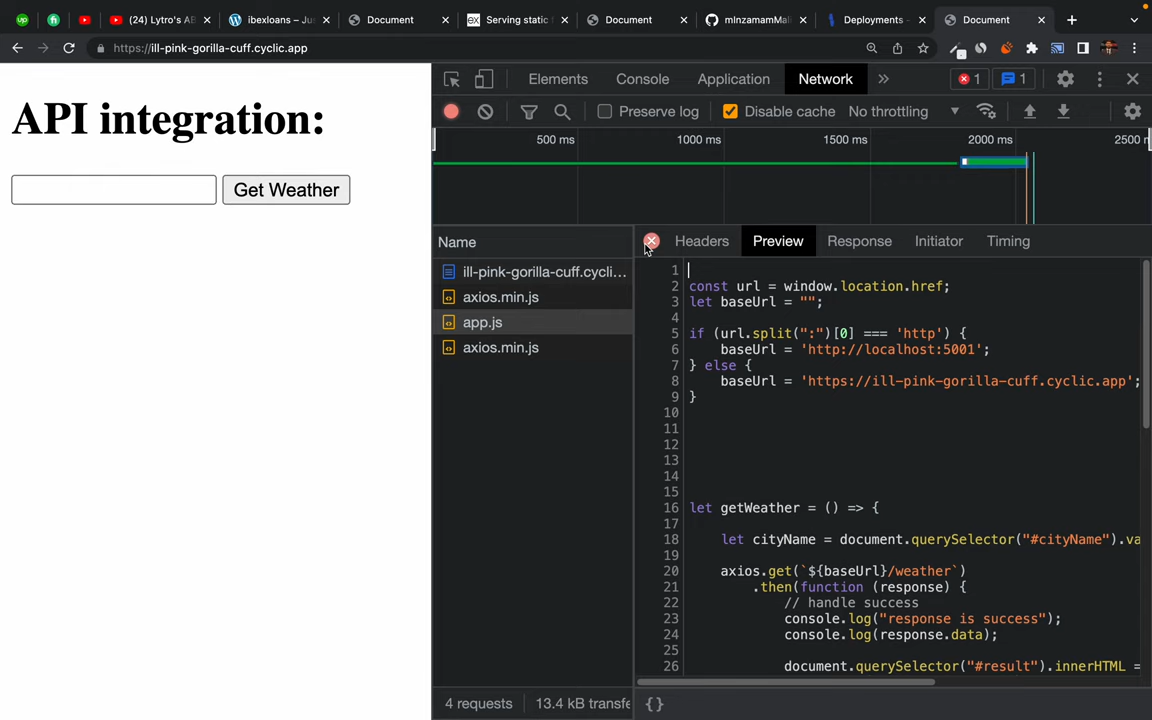 (24) Lytro's AB
ibexloans – Jus
Document
Serving static f
Document
mInzamamMali
Deployments –
Document
https://ill-pink-gorilla-cuff.cyclic.app
API integration:
Get Weather
Elements
Console
Application
Network
1
1
Preserve log
Disable cache
No throttling
500 ms
1000 ms
1500 ms
2000 ms
2500 m
Name
Headers
Preview
Response
Initiator
Timing
ill-pink-gorilla-cuff.cycli...
axios.min.js
app.js
axios.min.js
1
2 const url = window.location.href;
3 let baseUrl = "";
4
5 if (url.split(":")[0] === 'http') {
6 baseUrl = 'http://localhost:5001';
7 } else {
8 baseUrl = 'https://ill-pink-gorilla-cuff.cyclic.app';
9 }
10
11
12
13
14
15
16 let getWeather = () => {
17
18 let cityName = document.querySelector("#cityName").va
19
20 axios.get(`${baseUrl}/weather`)
21 .then(function (response) {
22 // handle success
23 console.log("response is success");
24 console.log(response.data);
25
26 document.querySelector("#result").innerHTML =
4 requests
13.4 kB transfe
{}